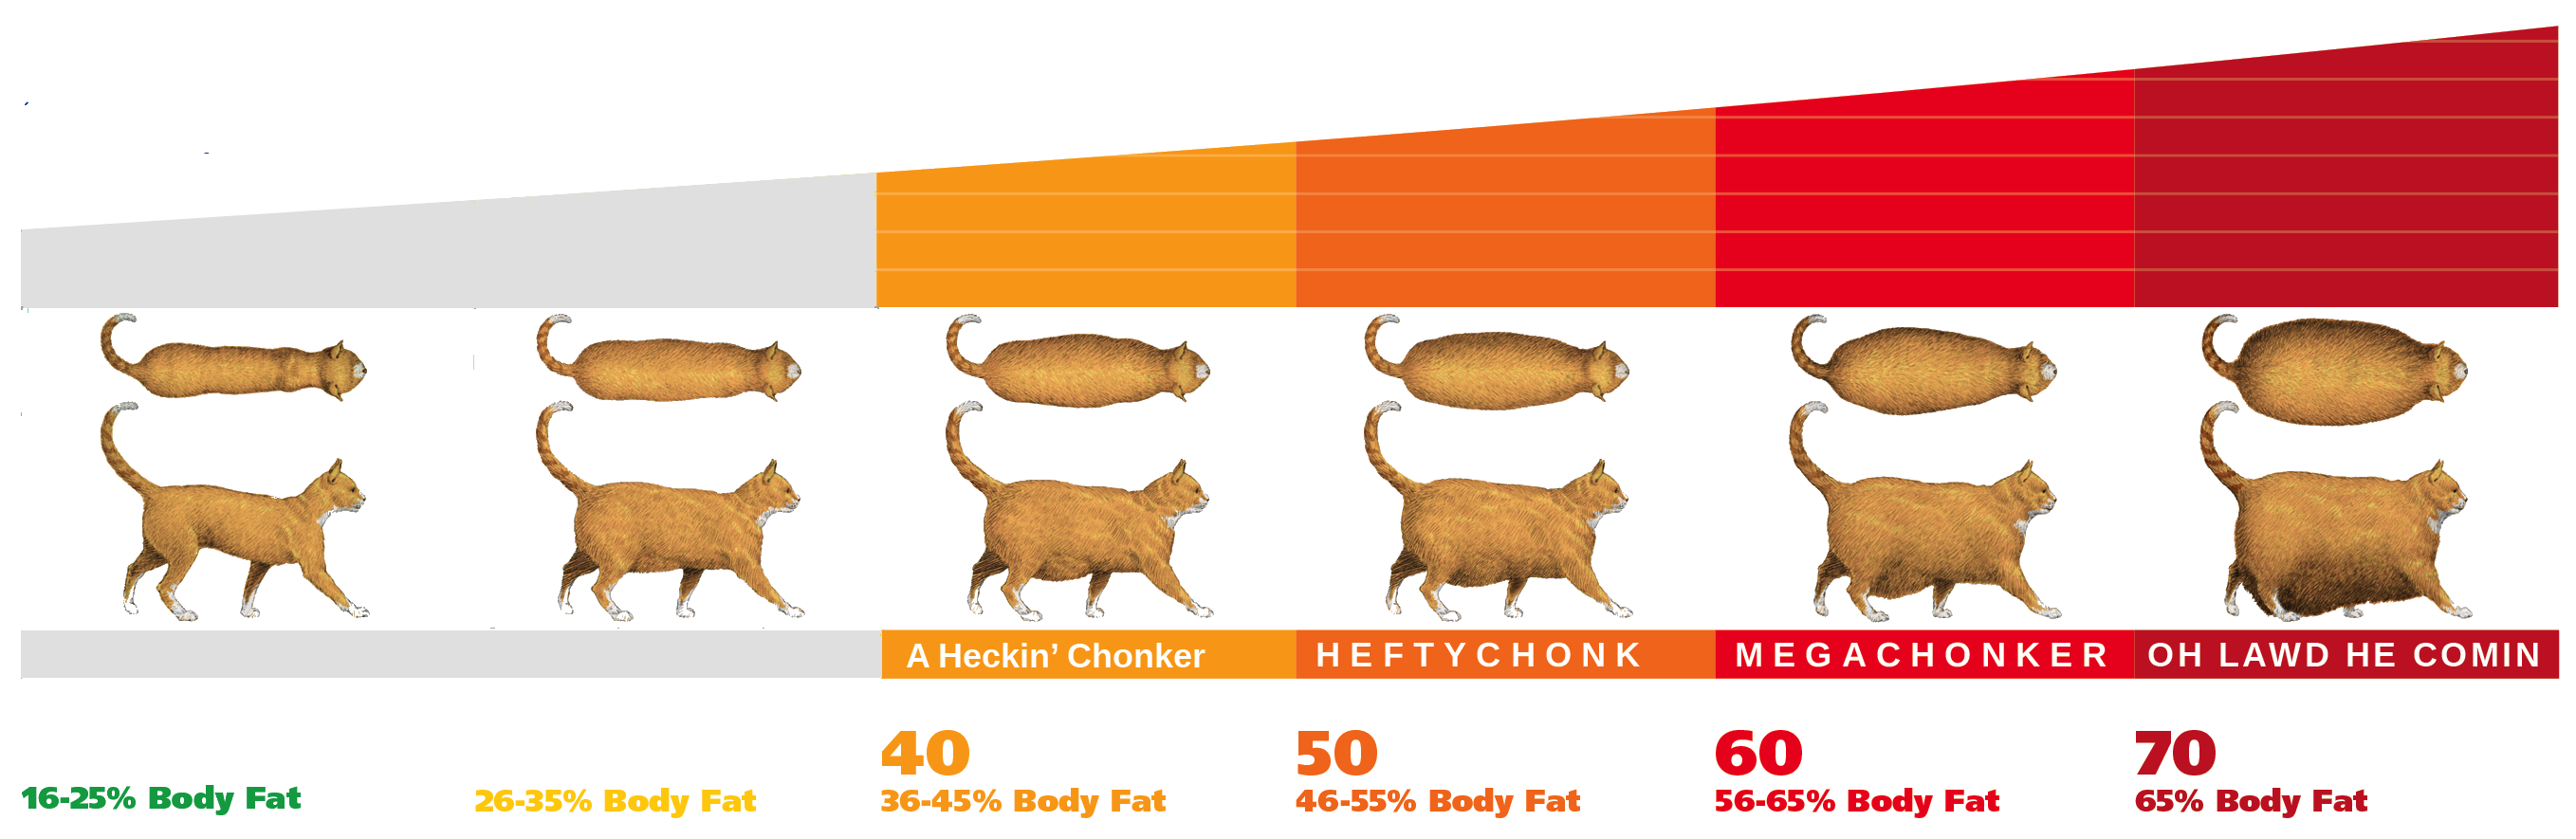 A Heckin’ Chonker
HEFTYCHONK
MEGACHONKER
OH LAWD HE COMIN
40
50
60
70
16-25% Body Fat
26-35% Body Fat
36-45% Body Fat
46-55% Body Fat
56-65% Body Fat
65% Body Fat